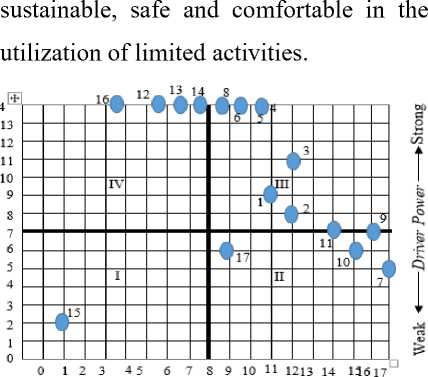 sustainable, safe and comfortable in the
utilization of limited activities.
16 12 13 14 8 6 5 4
4
13
12
11
10
9
8
7
6
5
4
3
2
1
0
3
IV
III
1
2
9
11
17
10
7
I
II
15
0 1 2 3 4 5 6 7 8 9 10 11 12 13 14 15 16 17
Weak ← Driver Power → Strong